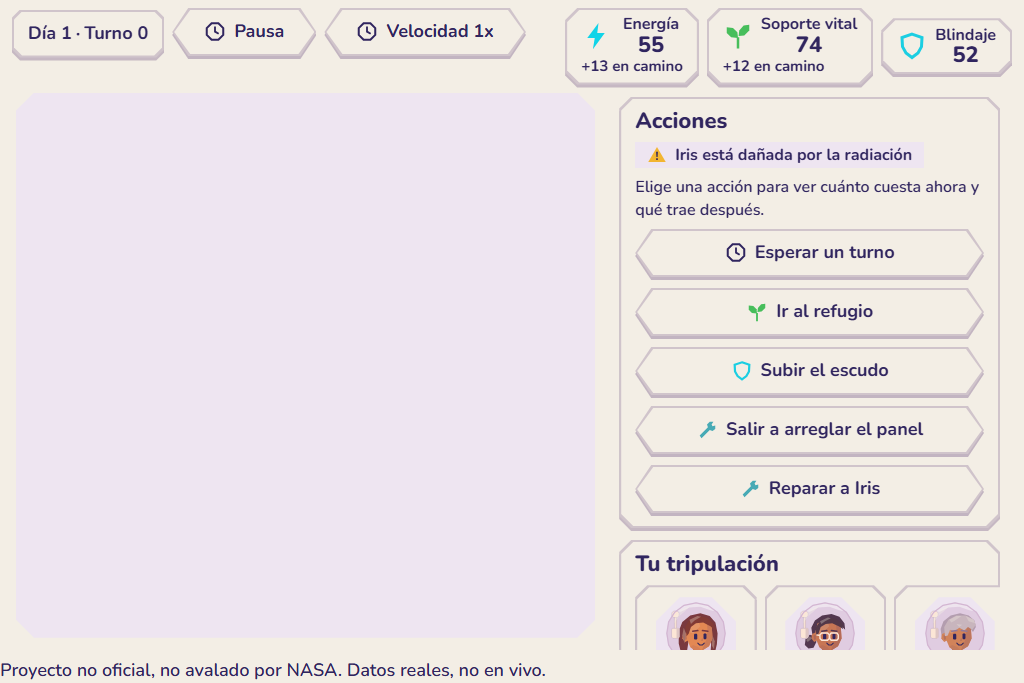 Día 1 · Turno 0
Pausa
Velocidad 1x
Energía
55
+13 en camino
Soporte vital
74
+12 en camino
Blindaje
52
Acciones
Iris está dañada por la radiación
Elige una acción para ver cuánto cuesta ahora y
qué trae después.
Esperar un turno
Ir al refugio
Subir el escudo
Salir a arreglar el panel
Reparar a Iris
Tu tripulación
Proyecto no oficial, no avalado por NASA. Datos reales, no en vivo.